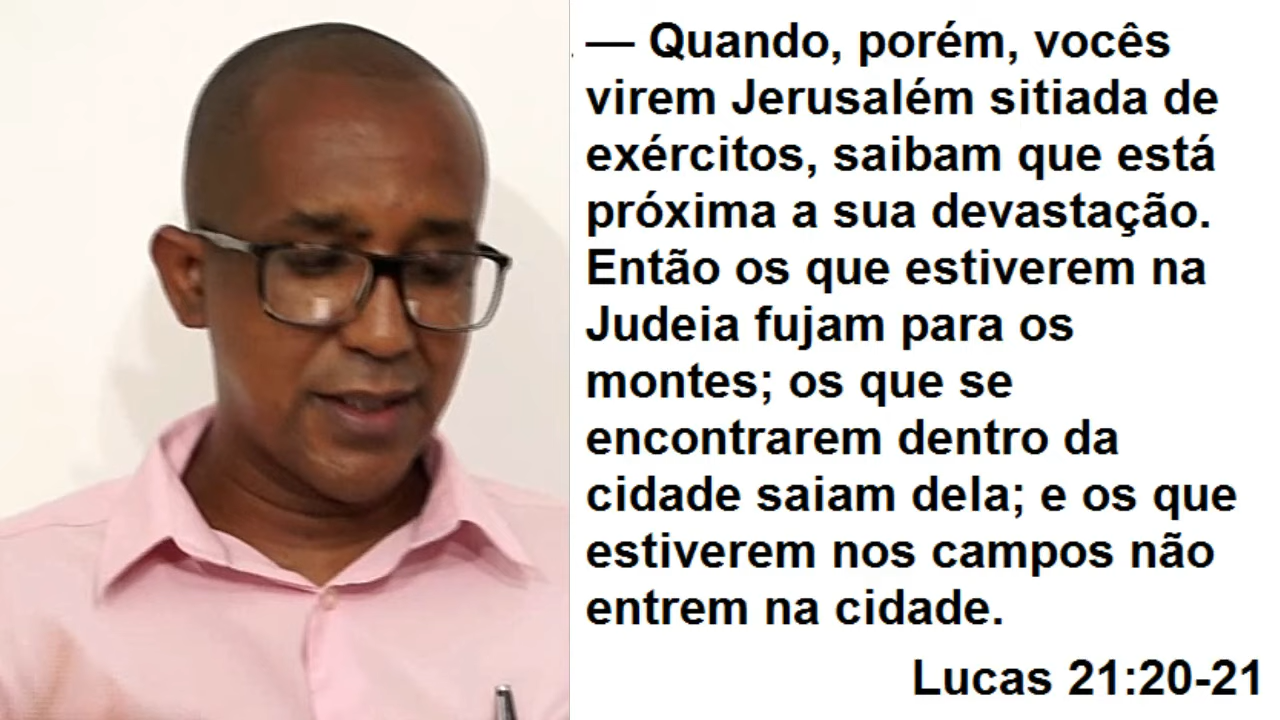 — Quando, porém, vocês
virem Jerusalém sitiada de
exércitos, saibam que está
próxima a sua devastação.
Então os que estiverem na
Judeia fujam para os
montes; os que se
encontrarem dentro da
cidade saiam dela; e os que
estiverem nos campos não
entrem na cidade.
Lucas 21:20-21